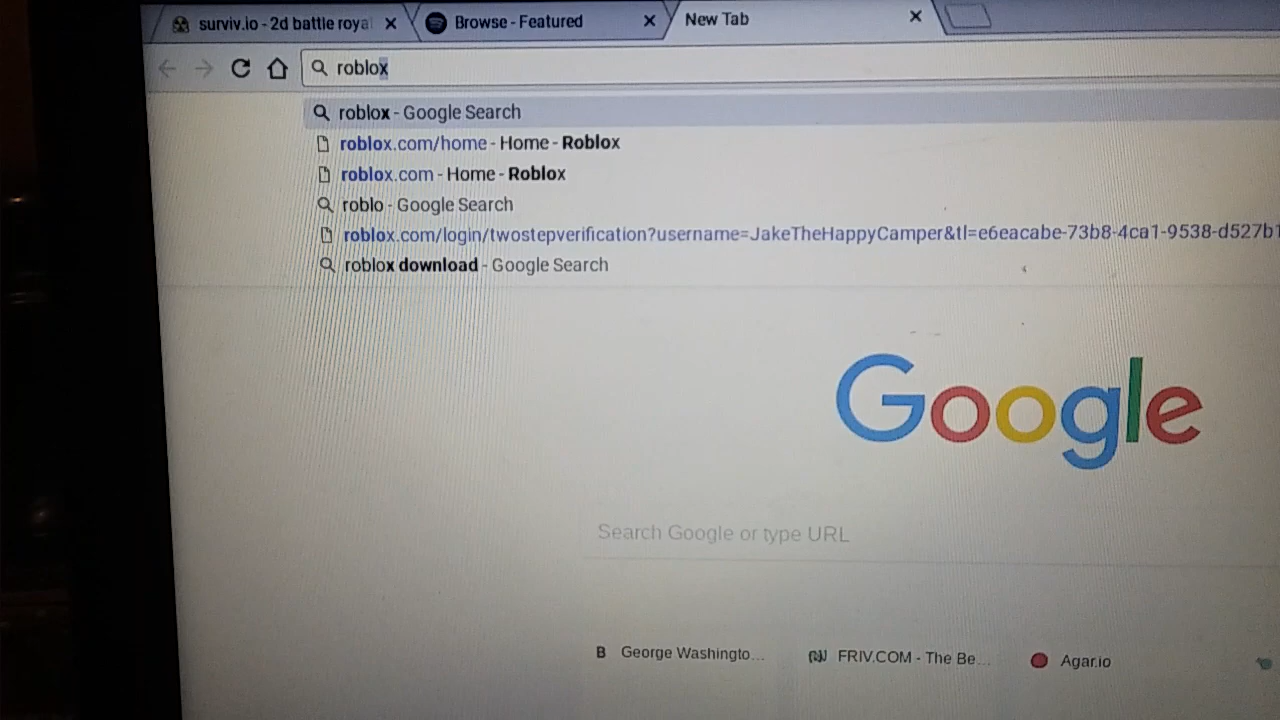 surviv.io - 2d battle royal
Browse - Featured
New Tab
roblox
roblox - Google Search
roblox.com/home - Home - Roblox
roblox.com - Home - Roblox
roblo - Google Search
roblox.com/login/twostepverification?username=JakeTheHappyCamper&tl=e6eacabe-73b8-4ca1-9538-d527b1
roblox download - Google Search
Google
Search Google or type URL
B George Washingto...
FRIV.COM - The Be...
Agar.io